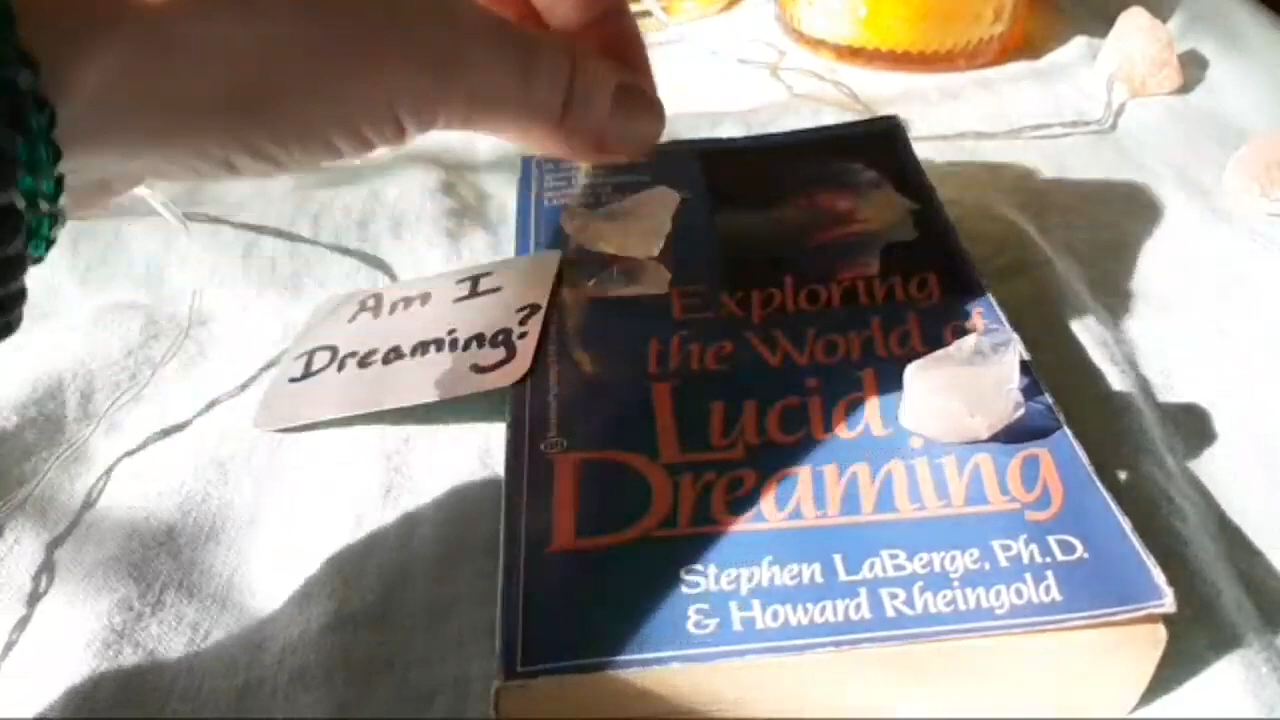 Am I
Dreaming?
Exploring
the World of
Lucid
Dreaming
Stephen LaBerge, Ph.D.
& Howard Rheingold